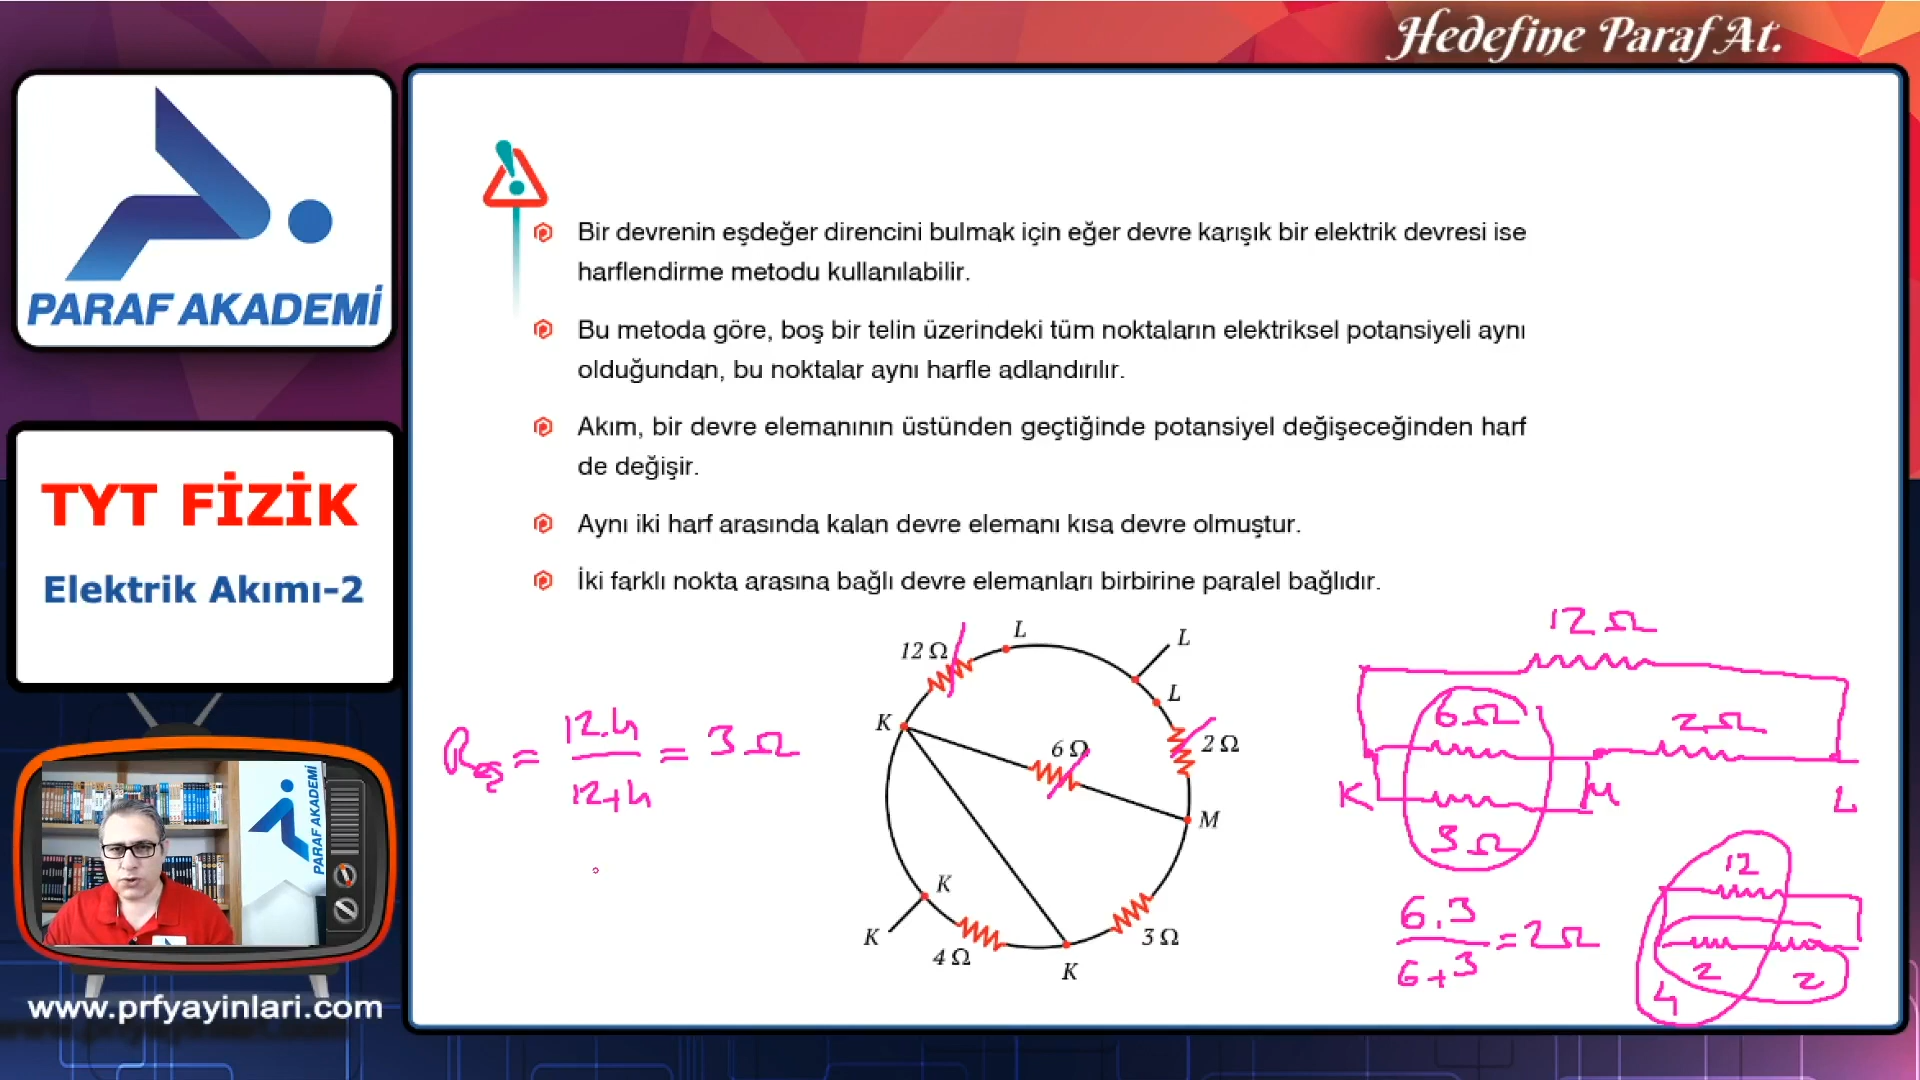 Hedefine Paraf At.
PARAF AKADEMİ
TYT FİZİK
Elektrik Akımı-2
PARAF AKADEMİ
www.prfyayinlari.com
Bir devrenin eşdeğer direncini bulmak için eğer devre karışık bir elektrik devresi ise
harflendirme metodu kullanılabilir.
Bu metoda göre, boş bir telin üzerindeki tüm noktaların elektriksel potansiyeli aynı
olduğundan, bu noktalar aynı harfle adlandırılır.
Akım, bir devre elemanının üstünden geçtiğinde potansiyel değişeceğinden harf
de değişir.
Aynı iki harf arasında kalan devre elemanı kısa devre olmuştur.
İki farklı nokta arasına bağlı devre elemanları birbirine paralel bağlıdır.
Reş = 12.4 / 12+4 = 3 Ω
12 Ω
L
L
L
K
6 Ω
2 Ω
M
K
K
4 Ω
K
3 Ω
12 Ω
6 Ω
2 Ω
K
M
L
3 Ω
6.3 / 6+3 = 2 Ω
12
2
2
4